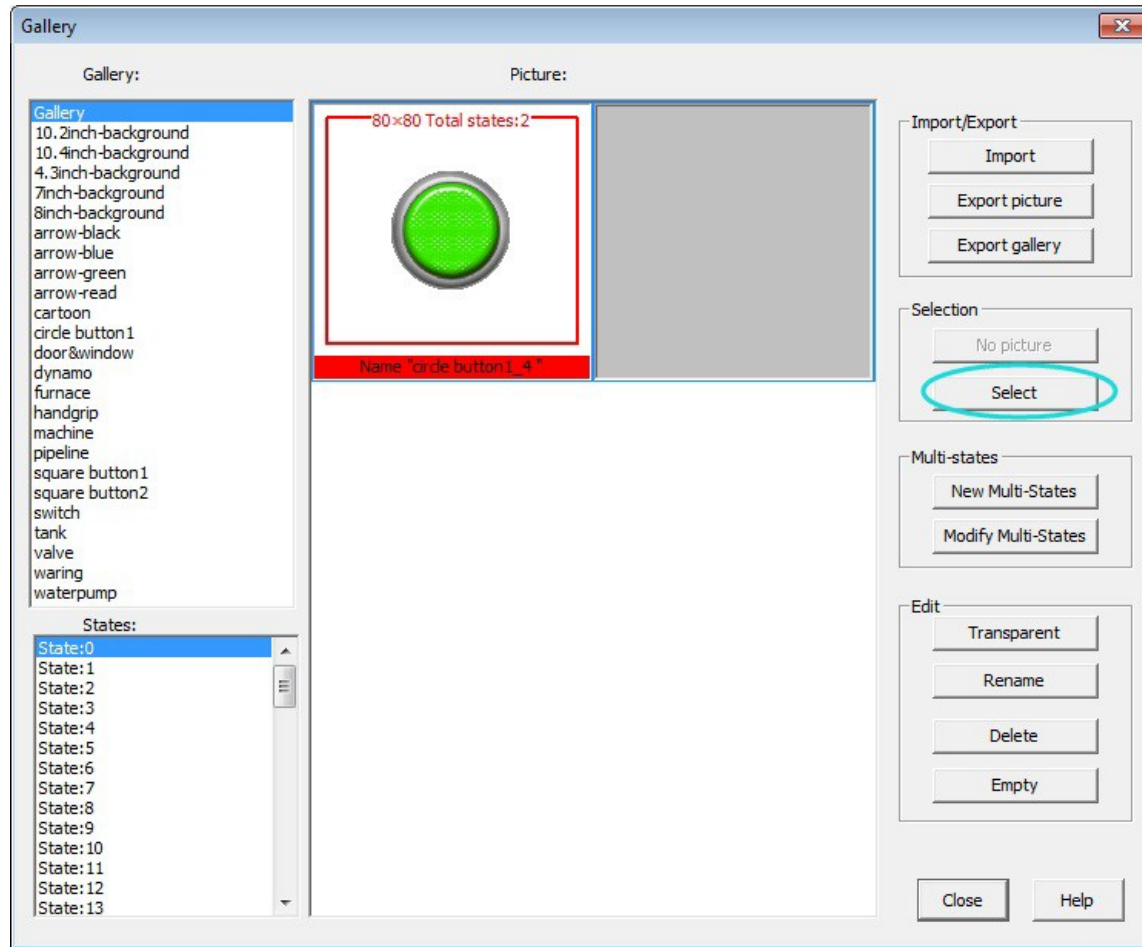 Gallery
Gallery:
Picture:
Gallery
10.2inch-background
10.4inch-background
4.3inch-background
7inch-background
8inch-background
arrow-black
arrow-blue
arrow-green
arrow-read
cartoon
circle button1
door&window
dynamo
furnace
handgrip
machine
pipeline
square button1
square button2
switch
tank
valve
waring
waterpump
States:
State:0
State:1
State:2
State:3
State:4
State:5
State:6
State:7
State:8
State:9
State:10
State:11
State:12
State:13
80×80 Total states:2
Name "circle button1_4 "
Import/Export
Import
Export picture
Export gallery
Selection
No picture
Select
Multi-states
New Multi-States
Modify Multi-States
Edit
Transparent
Rename
Delete
Empty
Close
Help